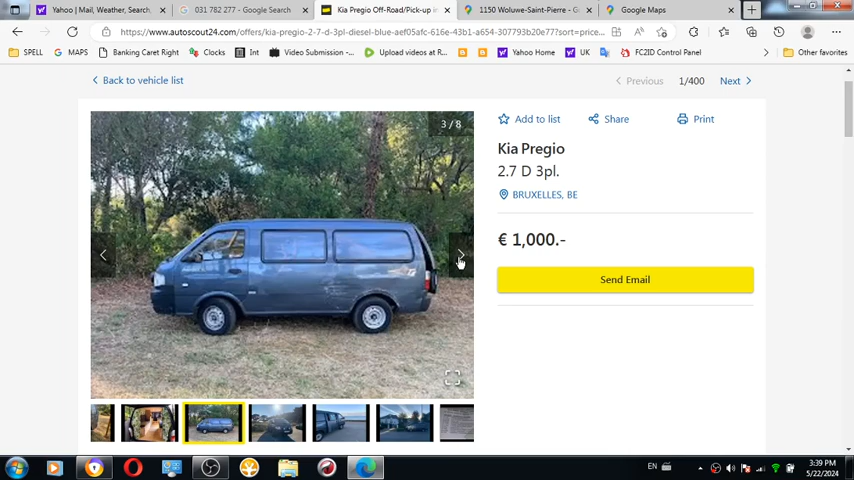 Yahoo | Mail, Weather, Search,
031 782 277 - Google Search
Kia Pregio Off-Road/Pick-up in
1150 Woluwe-Saint-Pierre - G
Google Maps
https://www.autoscout24.com/offers/kia-pregio-2-7-d-3pl-diesel-blue-aef05afc-616e-43b1-a654-307793b20e77?sort=price...
SPELL
MAPS
Banking Caret Right
Clocks
Int
Video Submission -...
Upload videos at R...
Yahoo Home
UK
FC2ID Control Panel
Other favorites
Back to vehicle list
Previous
1/400
Next
3 / 8
Add to list
Share
Print
Kia Pregio
2.7 D 3pl.
BRUXELLES, BE
€ 1,000.-
Send Email
EN
3:39 PM
5/22/2024